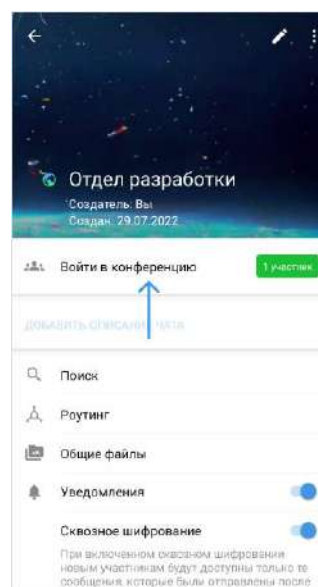 Отдел разработки
Создатель: Вы
Создан: 29.07.2022
Войти в конференцию
1 участник
ДОБАВИТЬ ОПИСАНИЕ ЧАТА
Поиск
Роутинг
Общие файлы
Уведомления
Сквозное шифрование
При включенном сквозном шифровании
новым участникам будут доступны только те
сообщения, которые были отправлены после